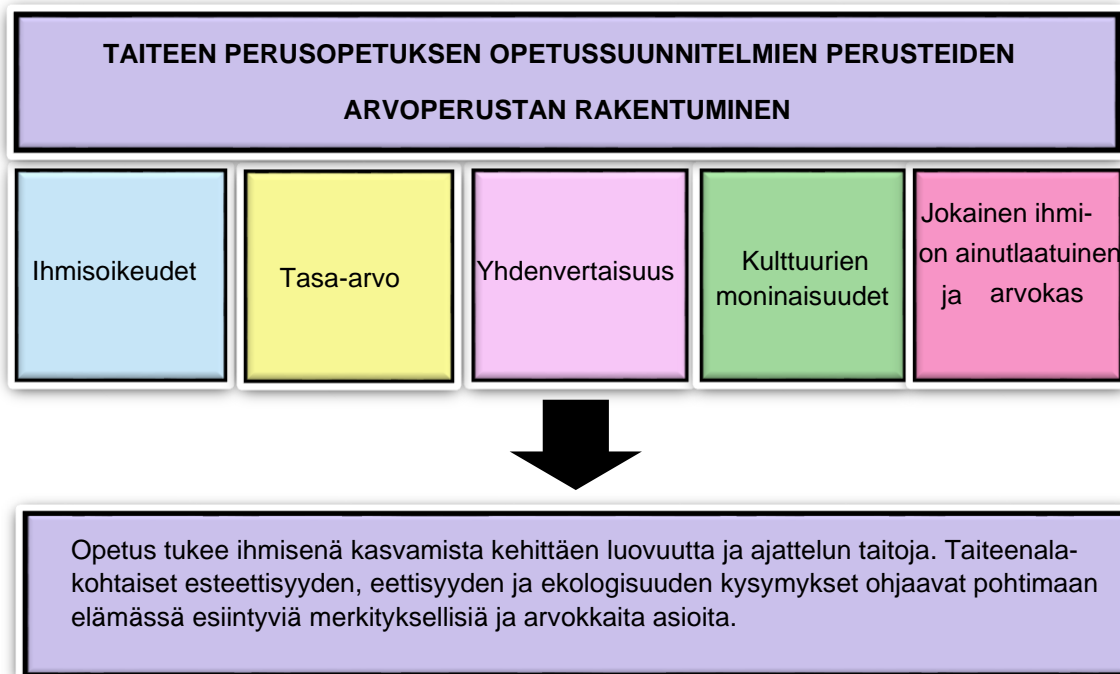 TAITEEN PERUSOPETUKSEN OPETUSSUUNNITELMIEN PERUSTEIDEN
ARVOPERUSTAN RAKENTUMINEN
Ihmisoikeudet
Tasa-arvo
Yhdenvertaisuus
Kulttuurien
moninaisuudet
Jokainen ihmi-
on ainutlaatuinen
ja arvokas
Opetus tukee ihmisenä kasvamista kehittäen luovuutta ja ajattelun taitoja. Taiteenala-
kohtaiset esteettisyyden, eettisyyden ja ekologisuuden kysymykset ohjaavat pohtimaan
elämässä esiintyviä merkityksellisiä ja arvokkaita asioita.